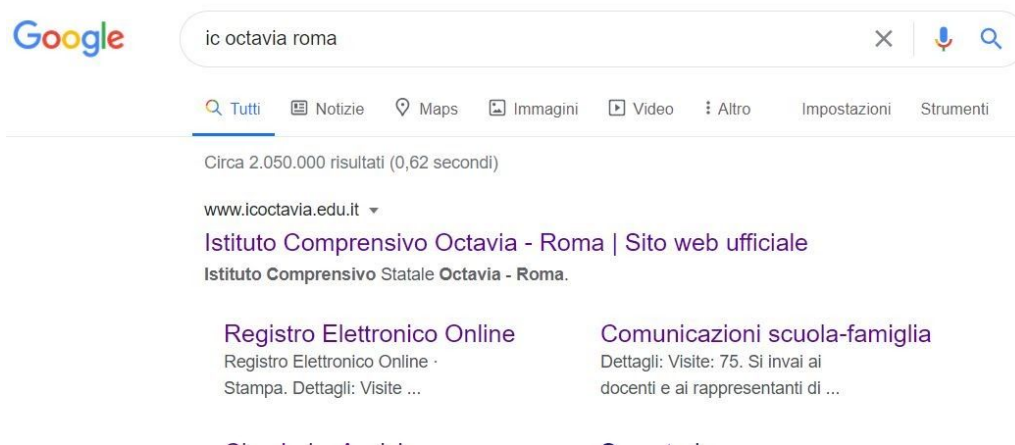 Google
ic octavia roma
Tutti Notizie Maps Immagini Video Altro Impostazioni Strumenti
Circa 2.050.000 risultati (0,62 secondi)
www.icoctavia.edu.it
Istituto Comprensivo Octavia - Roma | Sito web ufficiale
Istituto Comprensivo Statale Octavia - Roma.
Registro Elettronico Online
Registro Elettronico Online ·
Stampa. Dettagli: Visite ...
Comunicazioni scuola-famiglia
Dettagli: Visite: 75. Si invai ai
docenti e ai rappresentanti di ...